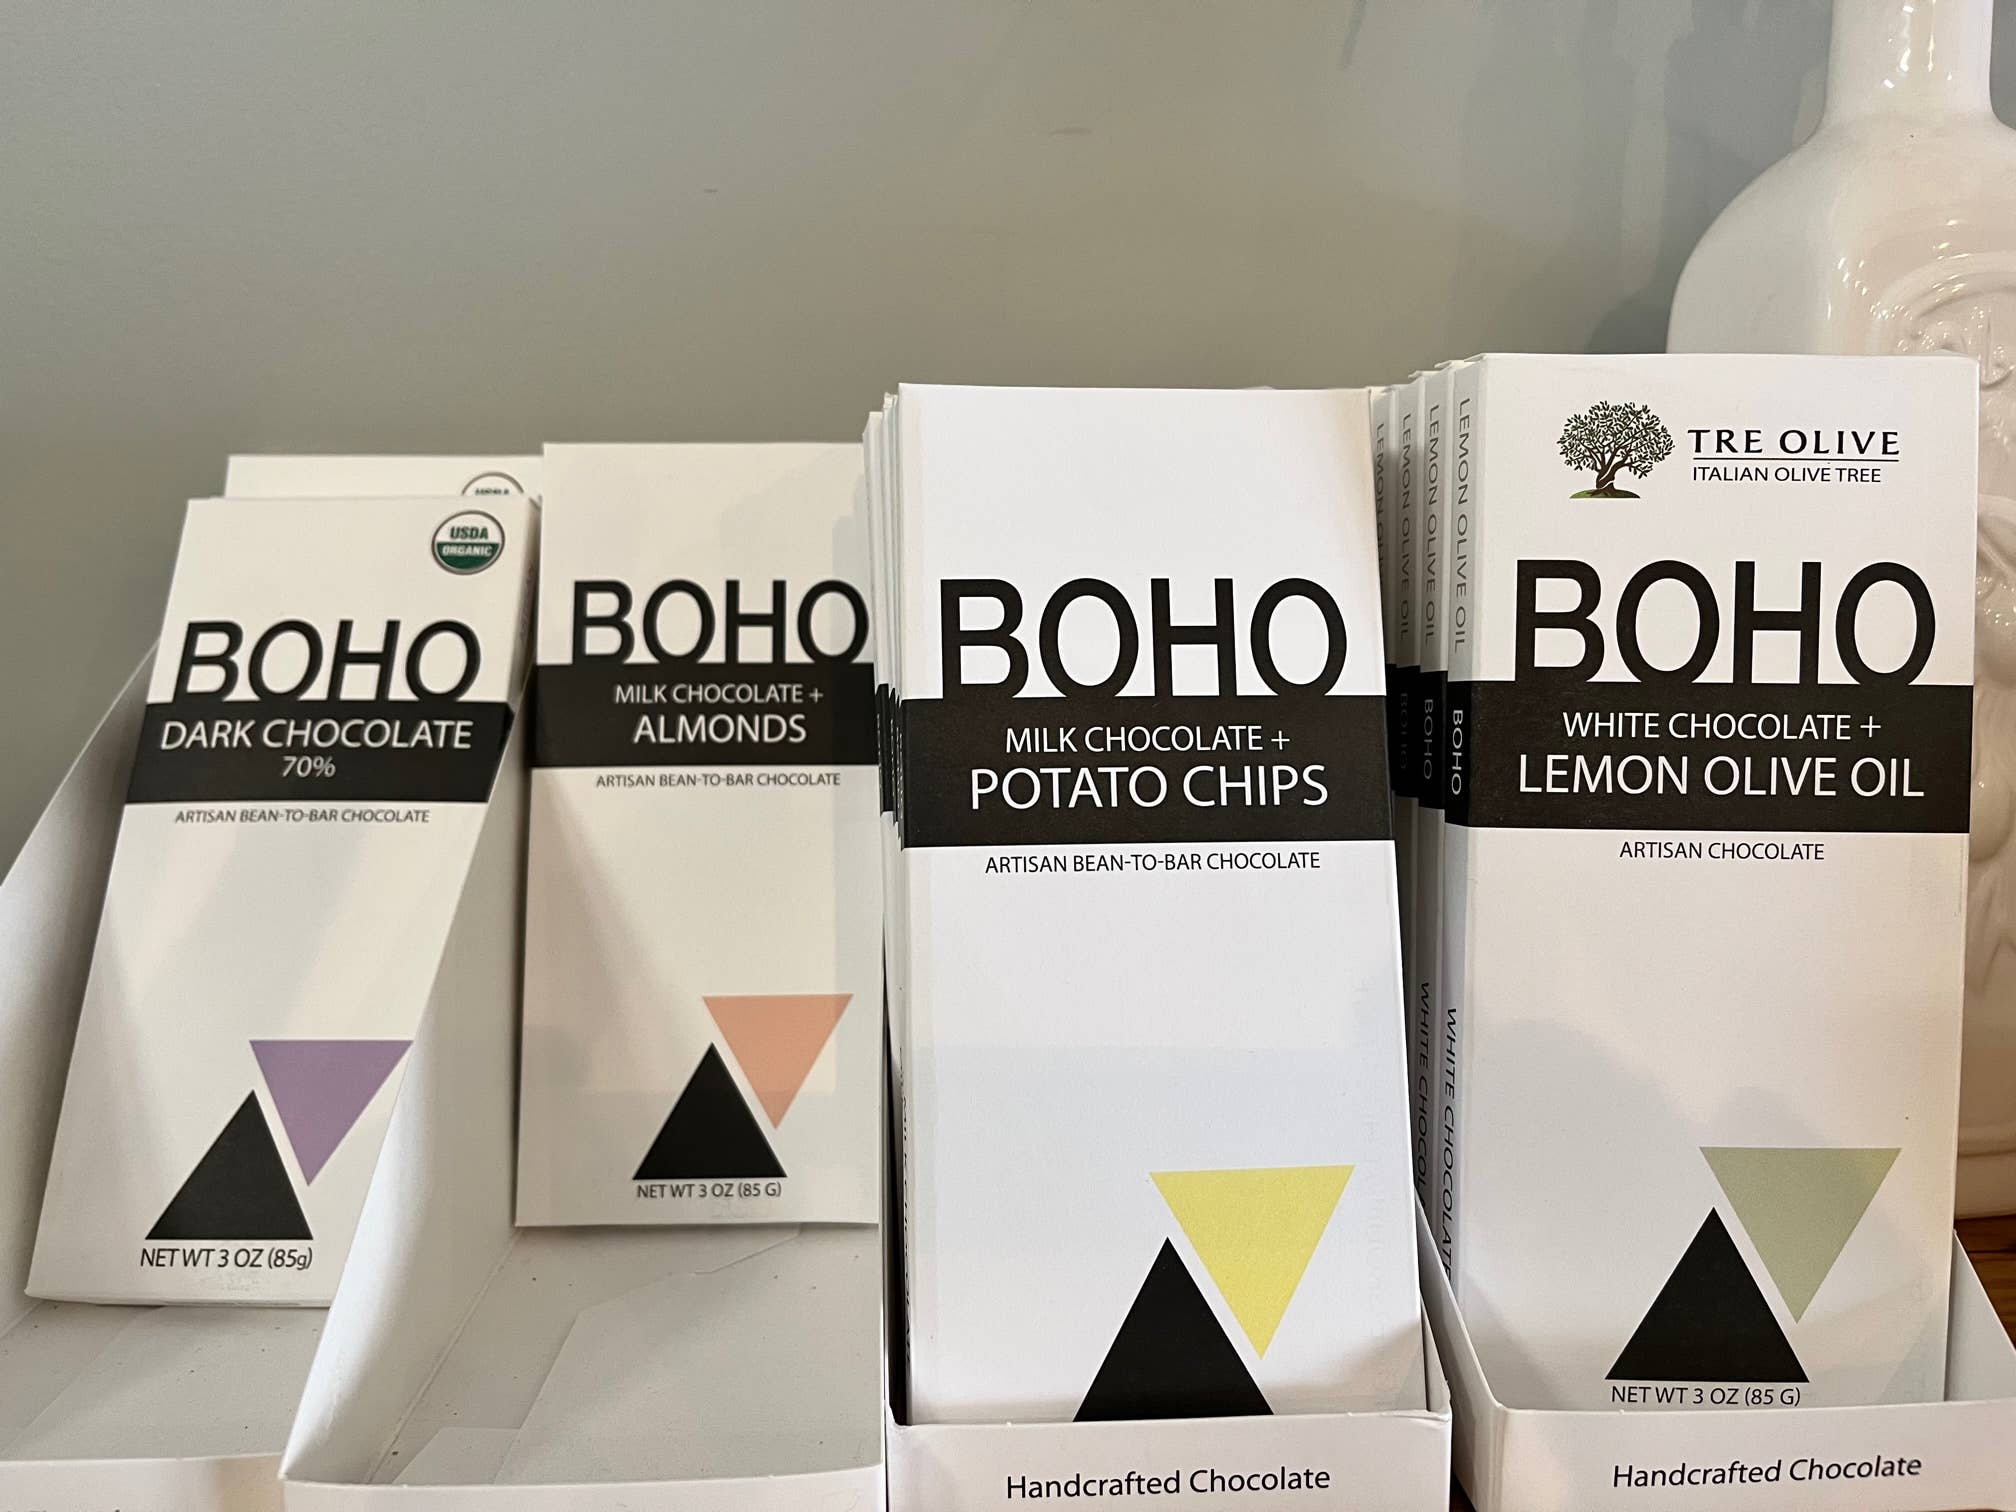 USDA
ORGANIC
BOHO
DARK CHOCOLATE
70%
ARTISAN BEAN-TO-BAR CHOCOLATE
NET WT 3 OZ (85g)
BOHO
MILK CHOCOLATE +
ALMONDS
ARTISAN BEAN-TO-BAR CHOCOLATE
NET WT 3 OZ (85 G)
BOHO
MILK CHOCOLATE +
POTATO CHIPS
ARTISAN BEAN-TO-BAR CHOCOLATE
Handcrafted Chocolate
LEMON OLIVE OIL
LEMON OLIVE OIL BOHO
LEMON OLIVE OIL BOHO WHITE
LEMON OLIVE OIL BOHO WHITE CHOCOLATE
TRE OLIVE
ITALIAN OLIVE TREE
BOHO
WHITE CHOCOLATE +
LEMON OLIVE OIL
ARTISAN CHOCOLATE
NET WT 3 OZ (85 G)
Handcrafted Chocolate